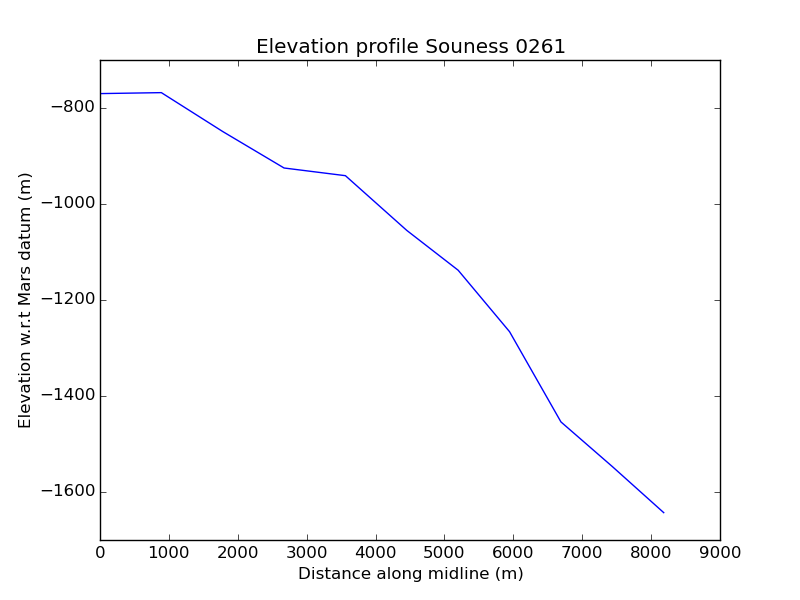 Elevation profile Souness 0261
Elevation w.r.t Mars datum (m)
−800
−1000
−1200
−1400
−1600
0 1000 2000 3000 4000 5000 6000 7000 8000 9000
Distance along midline (m)